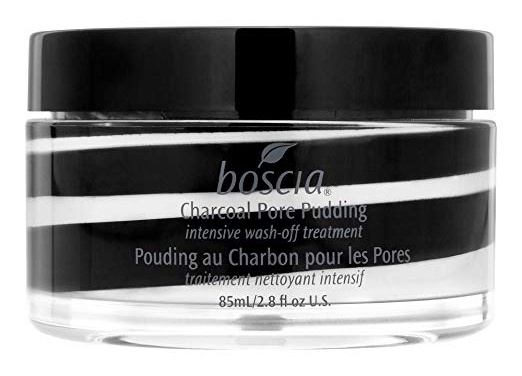 boscia®
Charcoal Pore Pudding
intensive wash-off treatment
Pouding au Charbon pour les Pores
traitement nettoyant intensif
85mL/2.8 fl oz U.S.